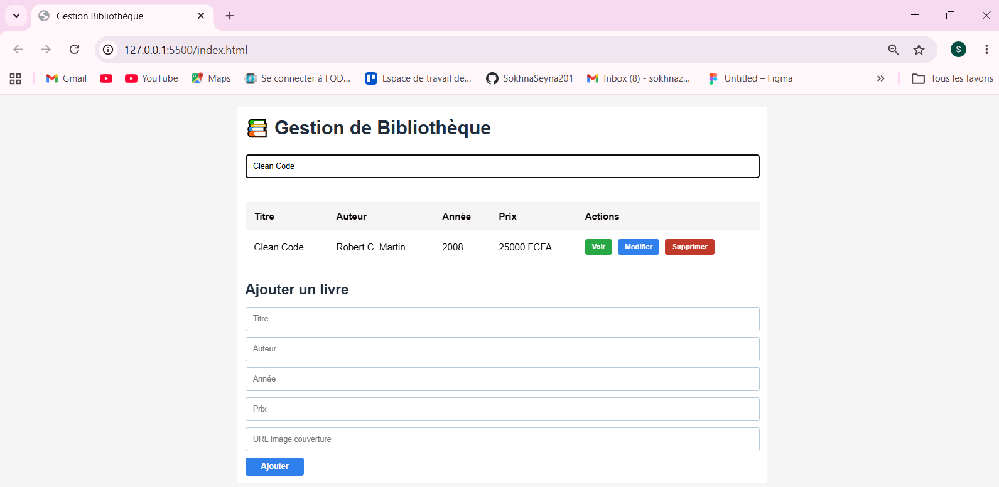 Gestion Bibliothèque
127.0.0.1:5500/index.html
S
Gmail YouTube Maps Se connecter à FOD... Espace de travail de... SokhnaSeyna201 Inbox (8) - sokhnaz... Untitled – Figma Tous les favoris
Gestion de Bibliothèque
Clean Code
Titre Auteur Année Prix Actions
Clean Code Robert C. Martin 2008 25000 FCFA Voir Modifier Supprimer
Ajouter un livre
Titre
Auteur
Année
Prix
URL image couverture
Ajouter